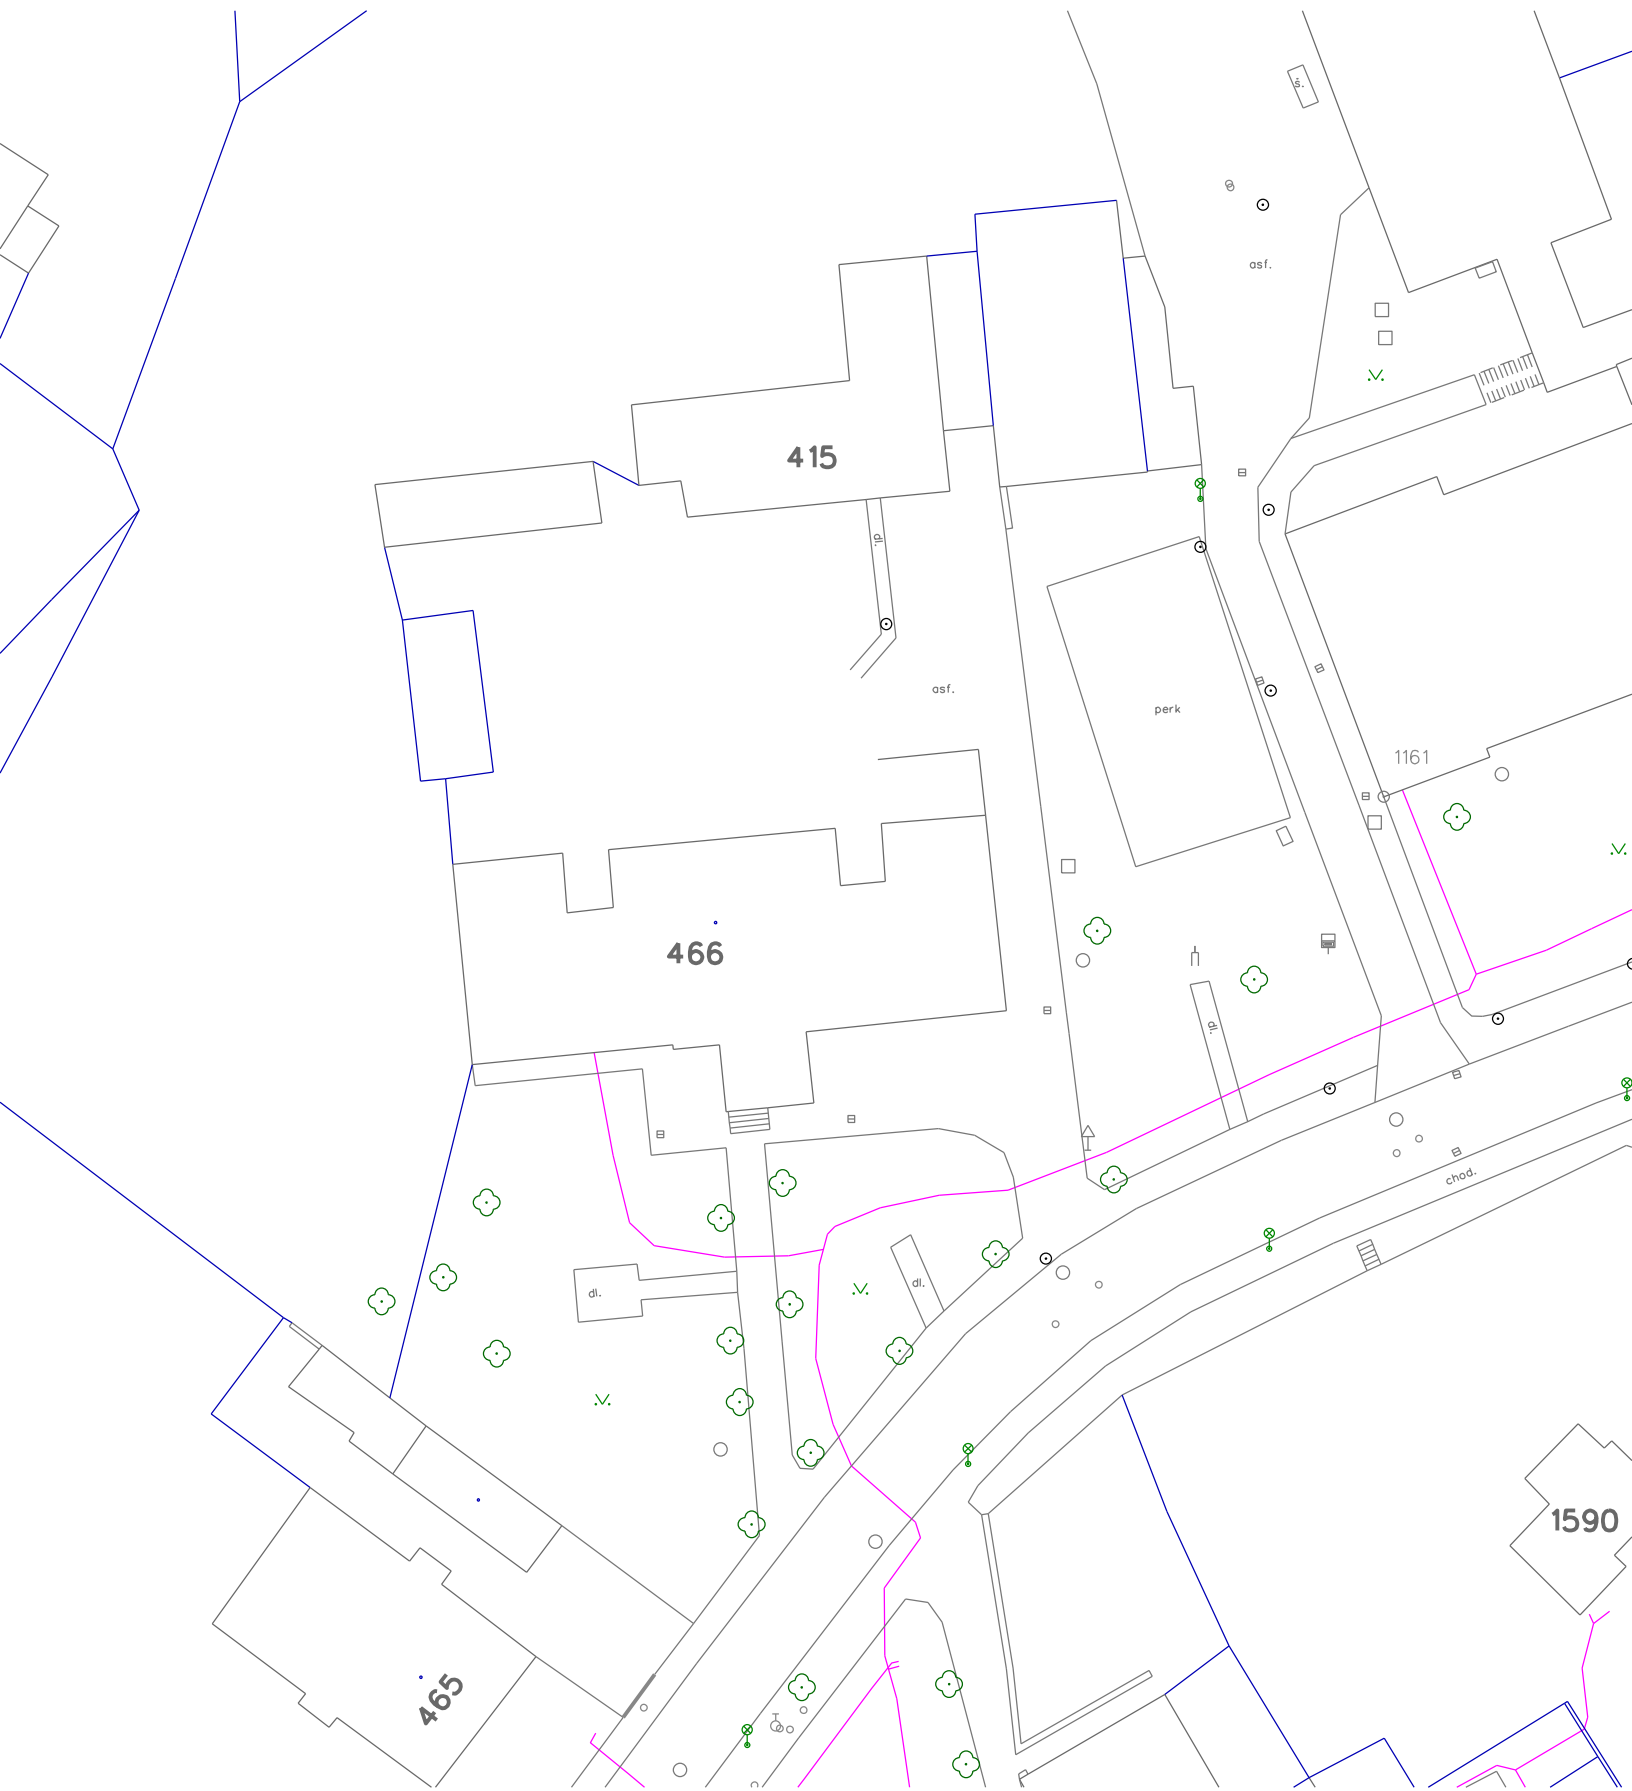 š.
asf.
415
dl.
asf.
perk
1161
466
dl.
chod.
dl.
dl.
1590
465